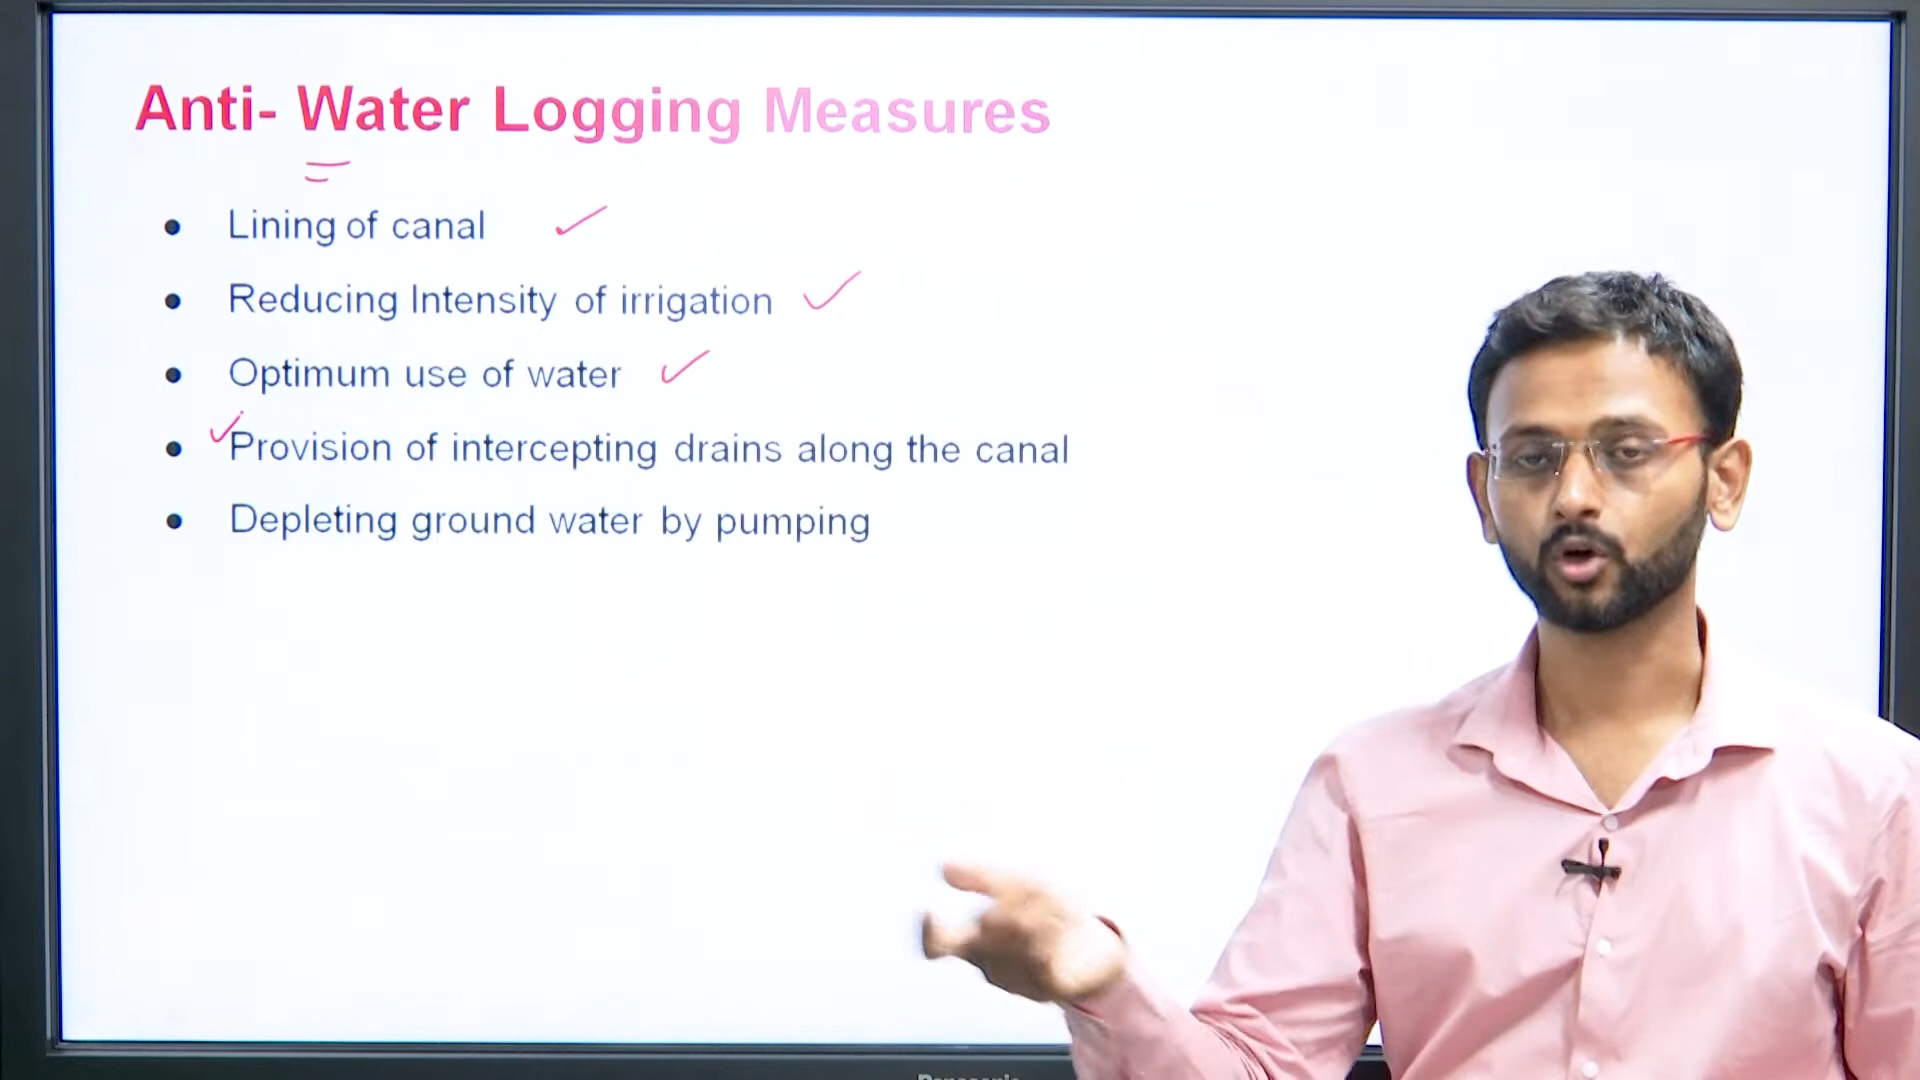 Anti- Water Logging Measures
• Lining of canal
• Reducing Intensity of irrigation
• Optimum use of water
• Provision of intercepting drains along the canal
• Depleting ground water by pumping
Panasonic